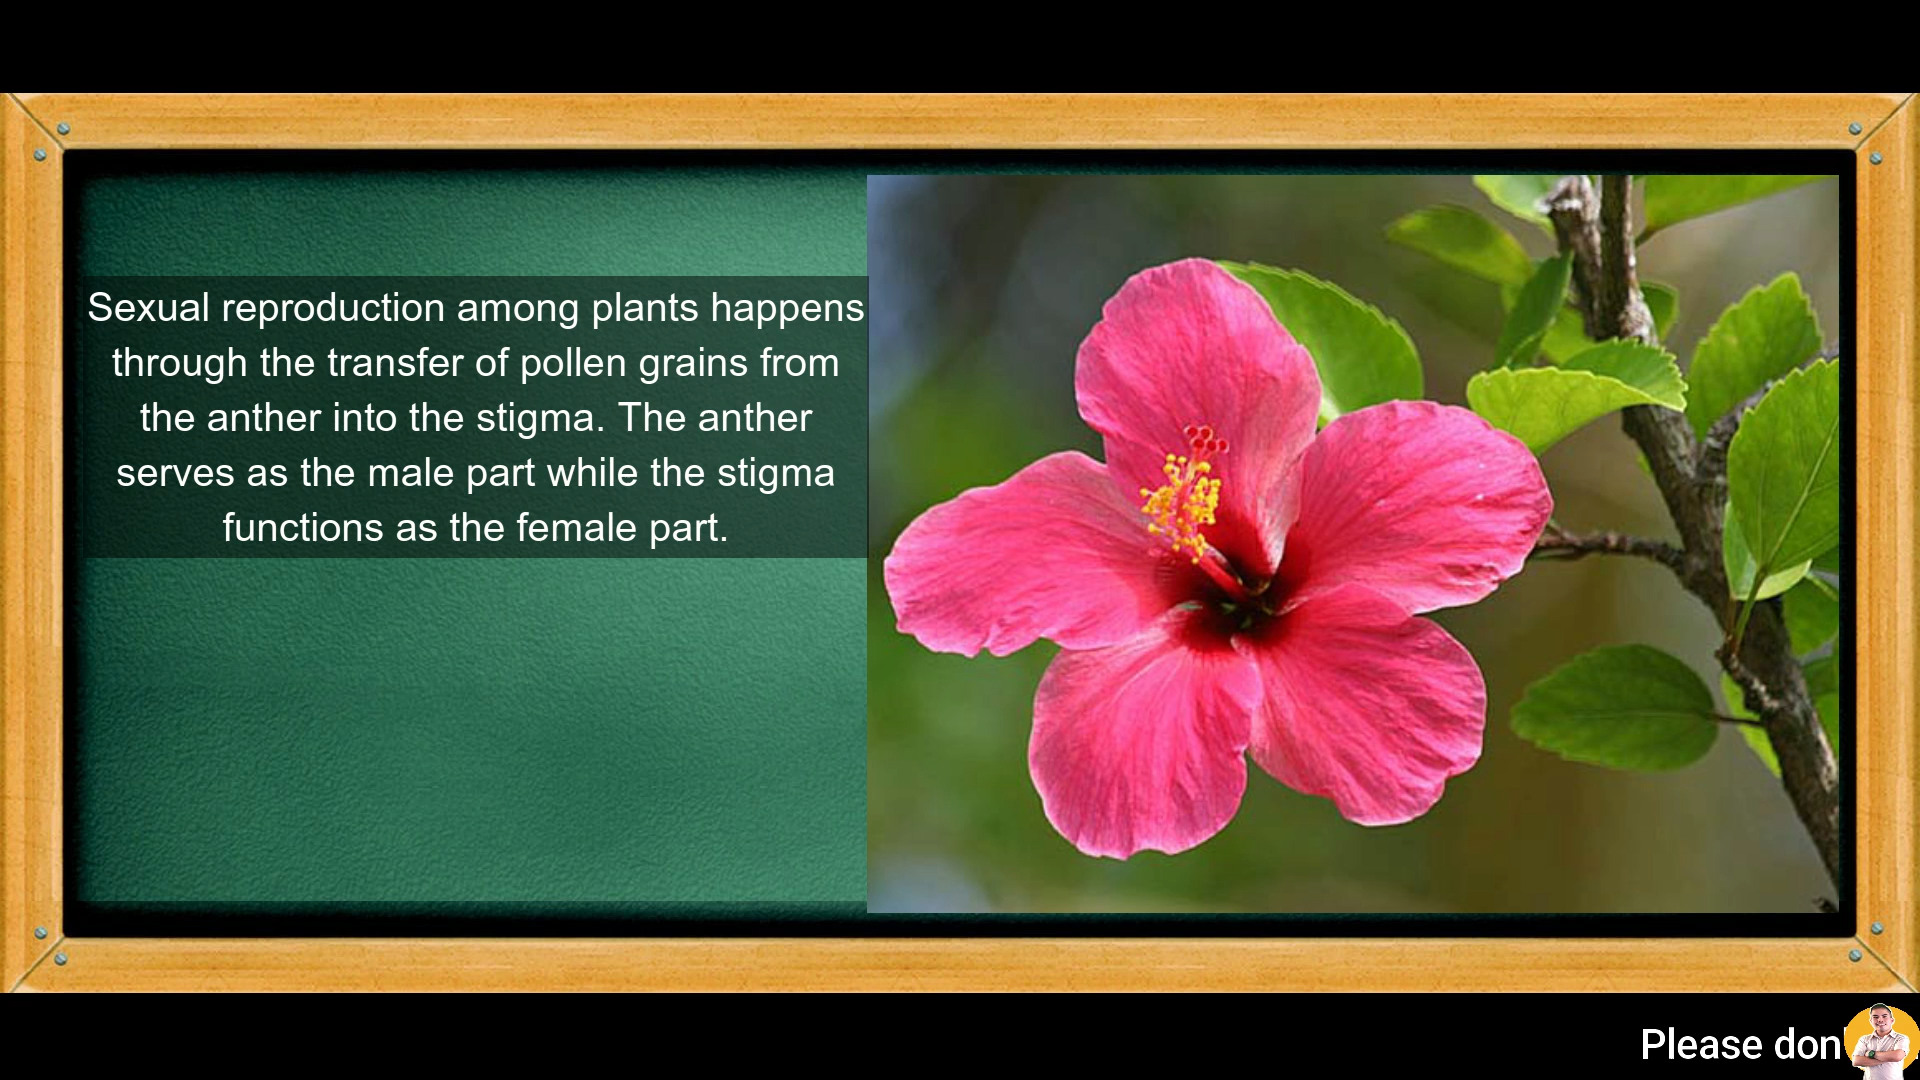 Sexual reproduction among plants happens
through the transfer of pollen grains from
the anther into the stigma. The anther
serves as the male part while the stigma
functions as the female part.
Please don